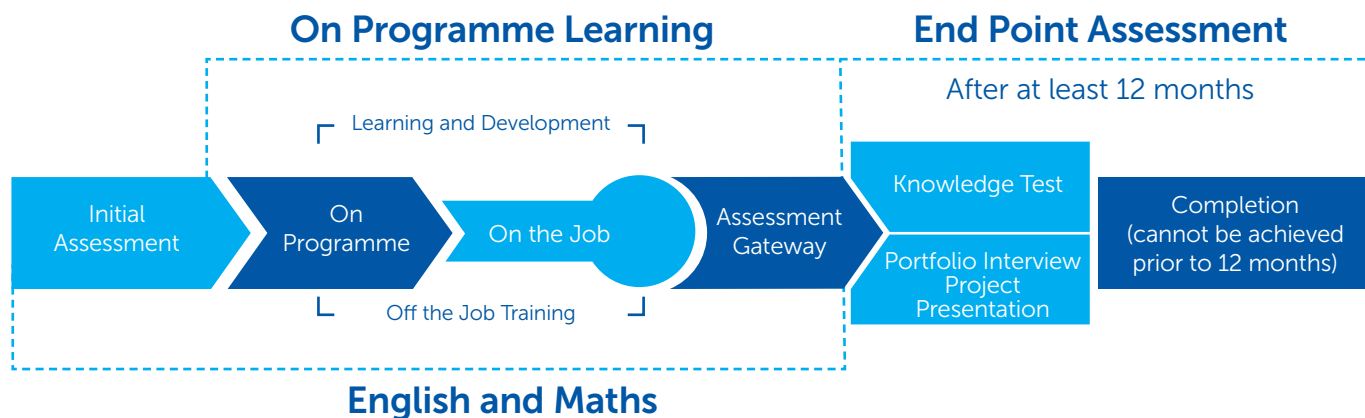 On Programme Learning
End Point Assessment
After at least 12 months
Learning and Development
Initial
Assessment
On
Programme
On the Job
Assessment
Gateway
Knowledge Test
Portfolio Interview
Project
Presentation
Completion
(cannot be achieved
prior to 12 months)
Off the Job Training
English and Maths